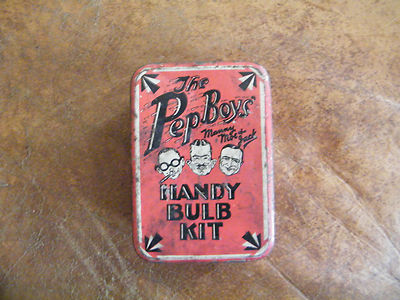 The
Pep Boys
Manny
Moe +
Jack
HANDY
BULB
KIT